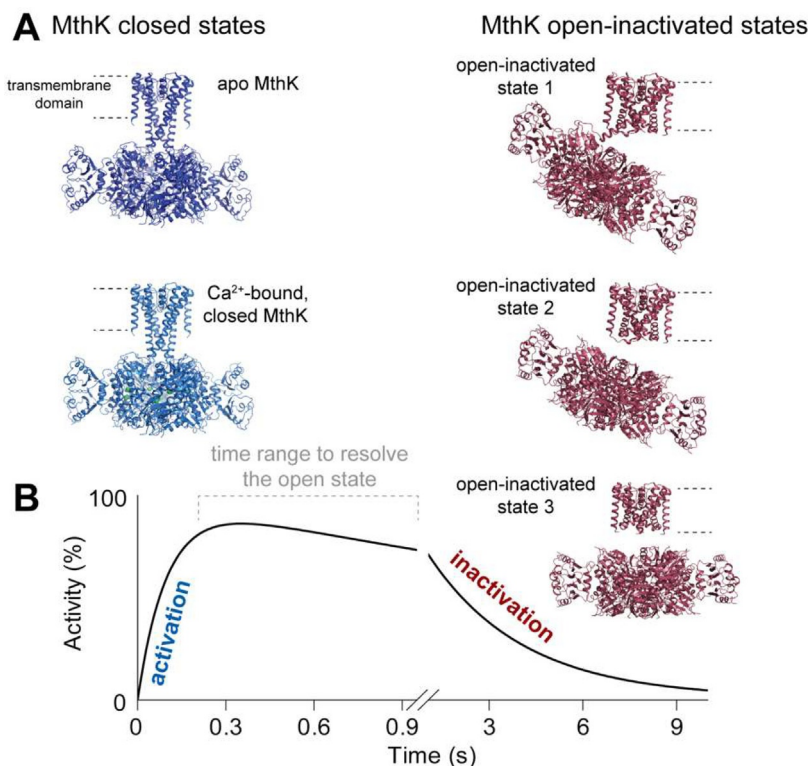 A MthK closed states
MthK open-inactivated states
transmembrane
domain
apo MthK
open-inactivated
state 1
Ca²⁺-bound,
closed MthK
open-inactivated
state 2
time range to resolve
the open state
open-inactivated
state 3
B
100
0
Activity (%)
activation
inactivation
0 0.3 0.6 0.9 3 6 9
Time (s)